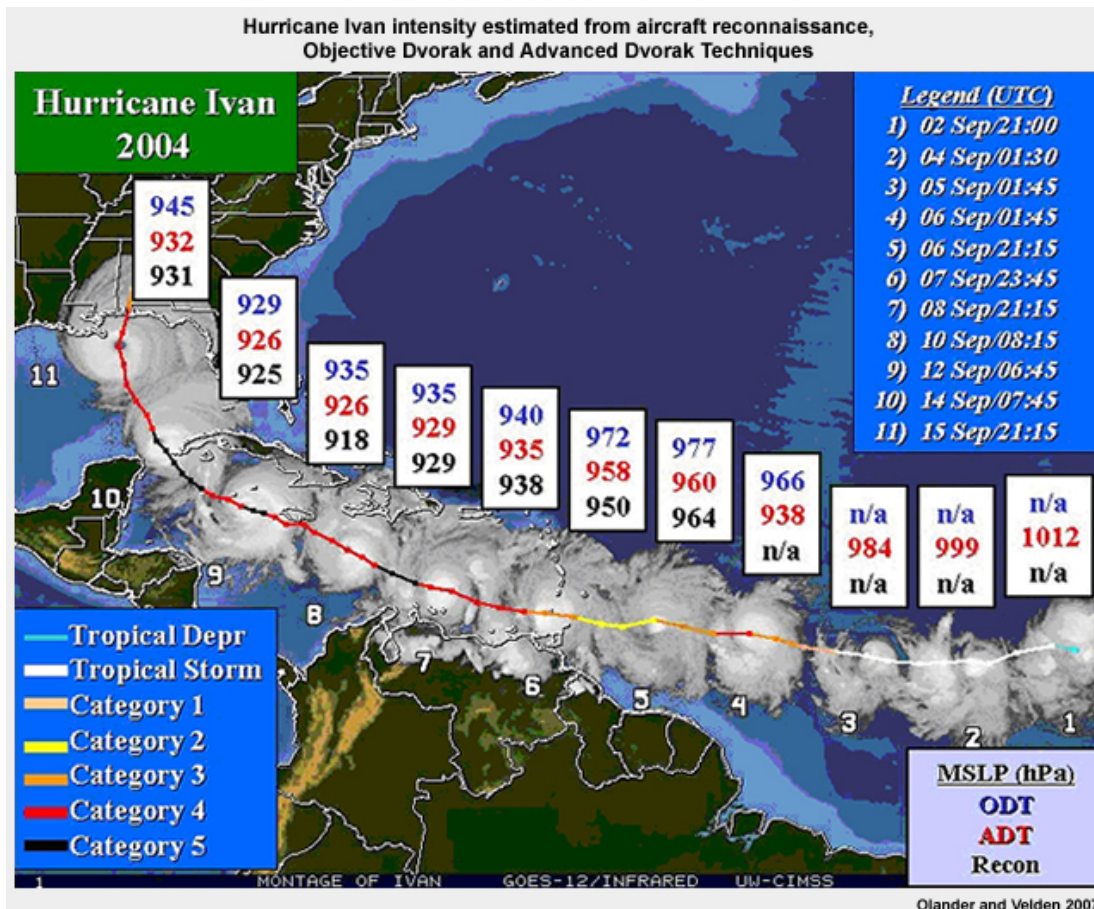 Hurricane Ivan intensity estimated from aircraft reconnaissance,
Objective Dvorak and Advanced Dvorak Techniques
Hurricane Ivan
2004
Legend (UTC)
1) 02 Sep/21:00
2) 04 Sep/01:30
3) 05 Sep/01:45
4) 06 Sep/01:45
5) 06 Sep/21:15
6) 07 Sep/23:45
7) 08 Sep/21:15
8) 10 Sep/08:15
9) 12 Sep/06:45
10) 14 Sep/07:45
11) 15 Sep/21:15
945
932
931
929
926
925
935
926
918
935
929
929
940
935
938
972
958
950
977
960
964
966
938
n/a
n/a
984
n/a
n/a
999
n/a
n/a
1012
n/a
11
10
9
8
7
6
5
4
3
2
1
Tropical Depr
Tropical Storm
Category 1
Category 2
Category 3
Category 4
Category 5
MSLP (hPa)
ODT
ADT
Recon
1 MONTAGE OF IVAN GOES-12/INFRARED UW-CIMSS
Olander and Velden 2007